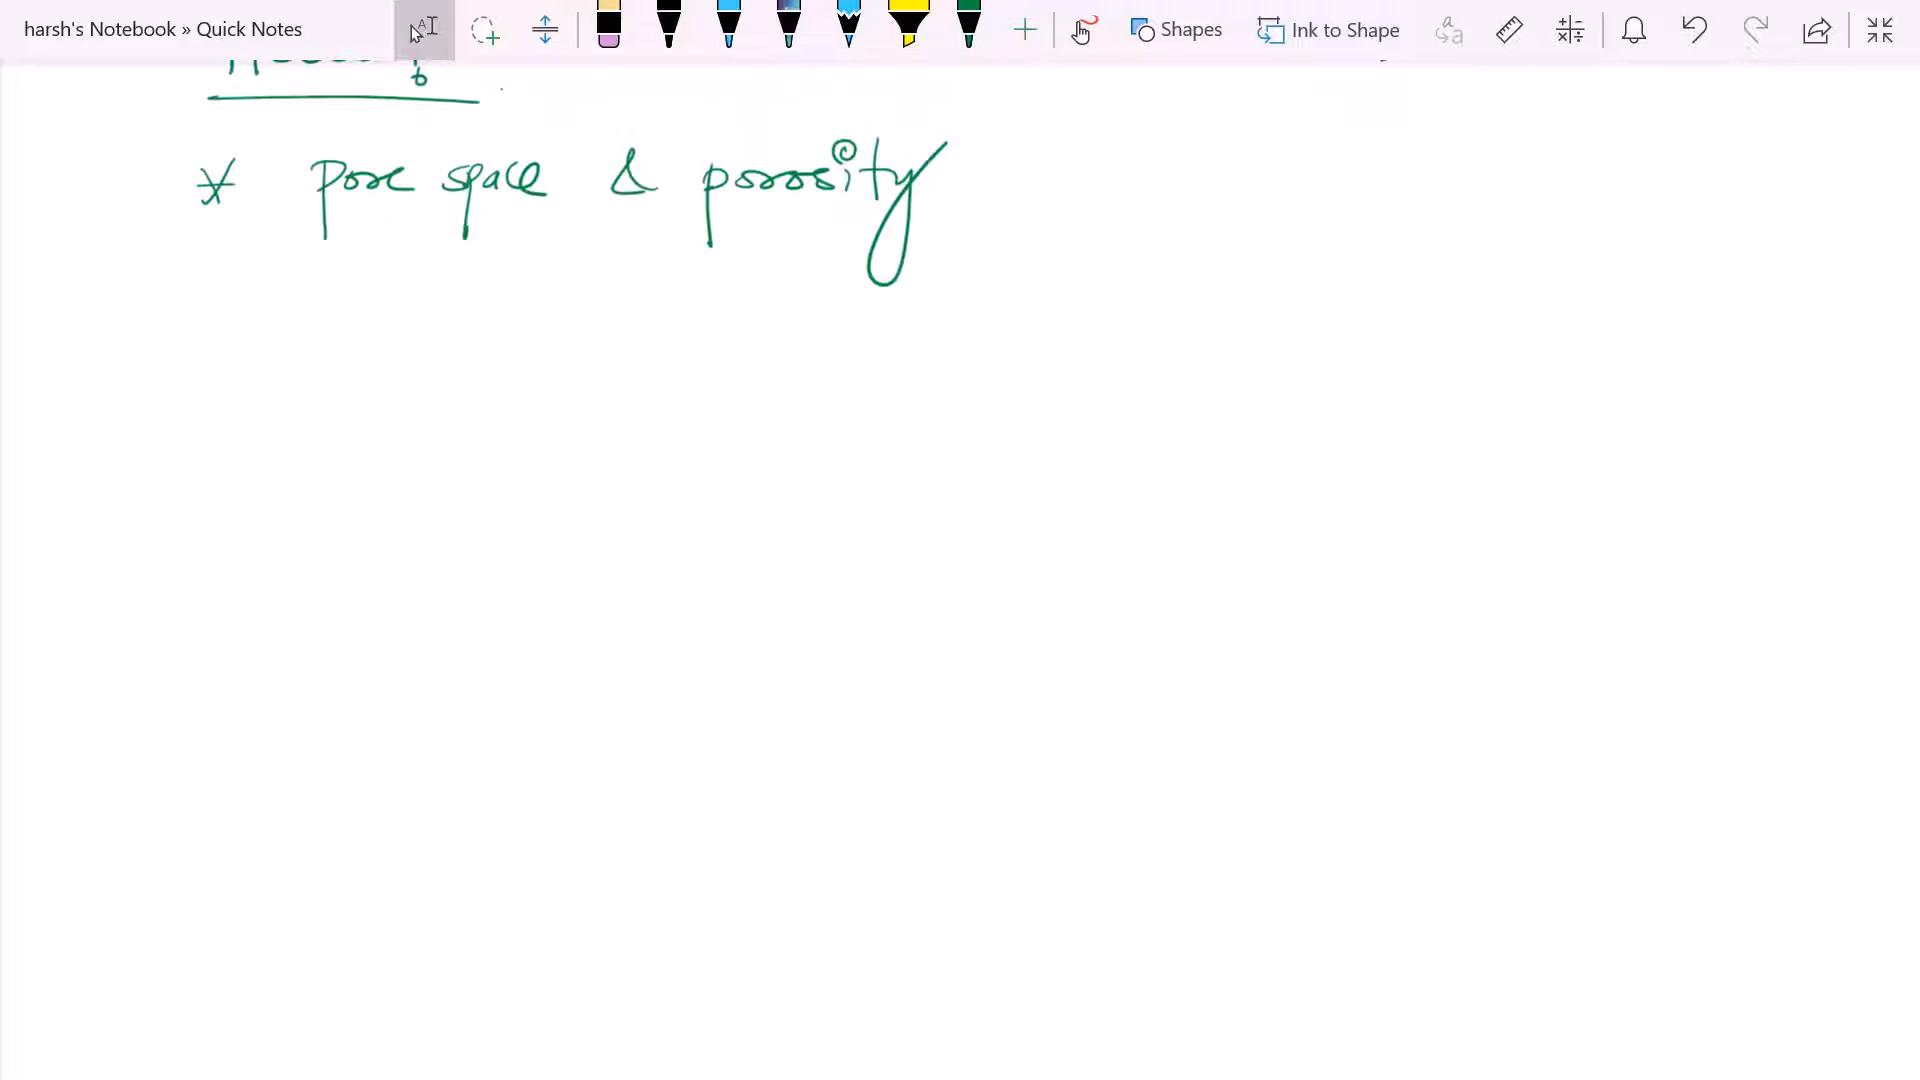 harsh's Notebook » Quick Notes Shapes Ink to Shape
* Pore space & porosity